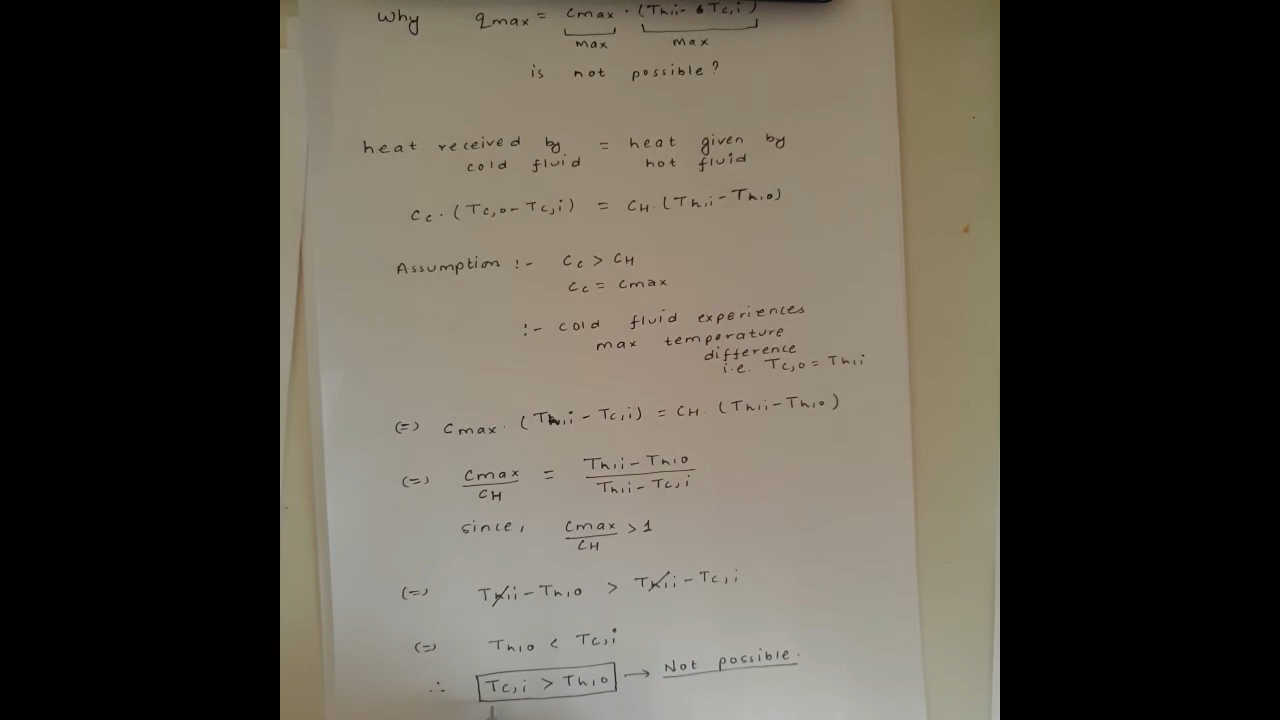 Why qmax = Cmax · (Th,i - Tc,i)
max max
is not possible?
heat received by = heat given by
cold fluid hot fluid
Cc · (Tc,o - Tc,i) = CH · (Th,i - Th,o)
Assumption :- Cc > CH
Cc = Cmax
:- cold fluid experiences
max temperature
difference
i.e. Tc,o = Th,i
(=) Cmax · (Th,i - Tc,i) = CH · (Th,i - Th,o)
(=) Cmax/CH = Th,i - Th,o/Th,i - Tc,i
since, Cmax/CH > 1
(=) Th,i - Th,o > Th,i - Tc,i
(=) Th,o < Tc,i
∴ Tc,i > Th,o → Not possible.